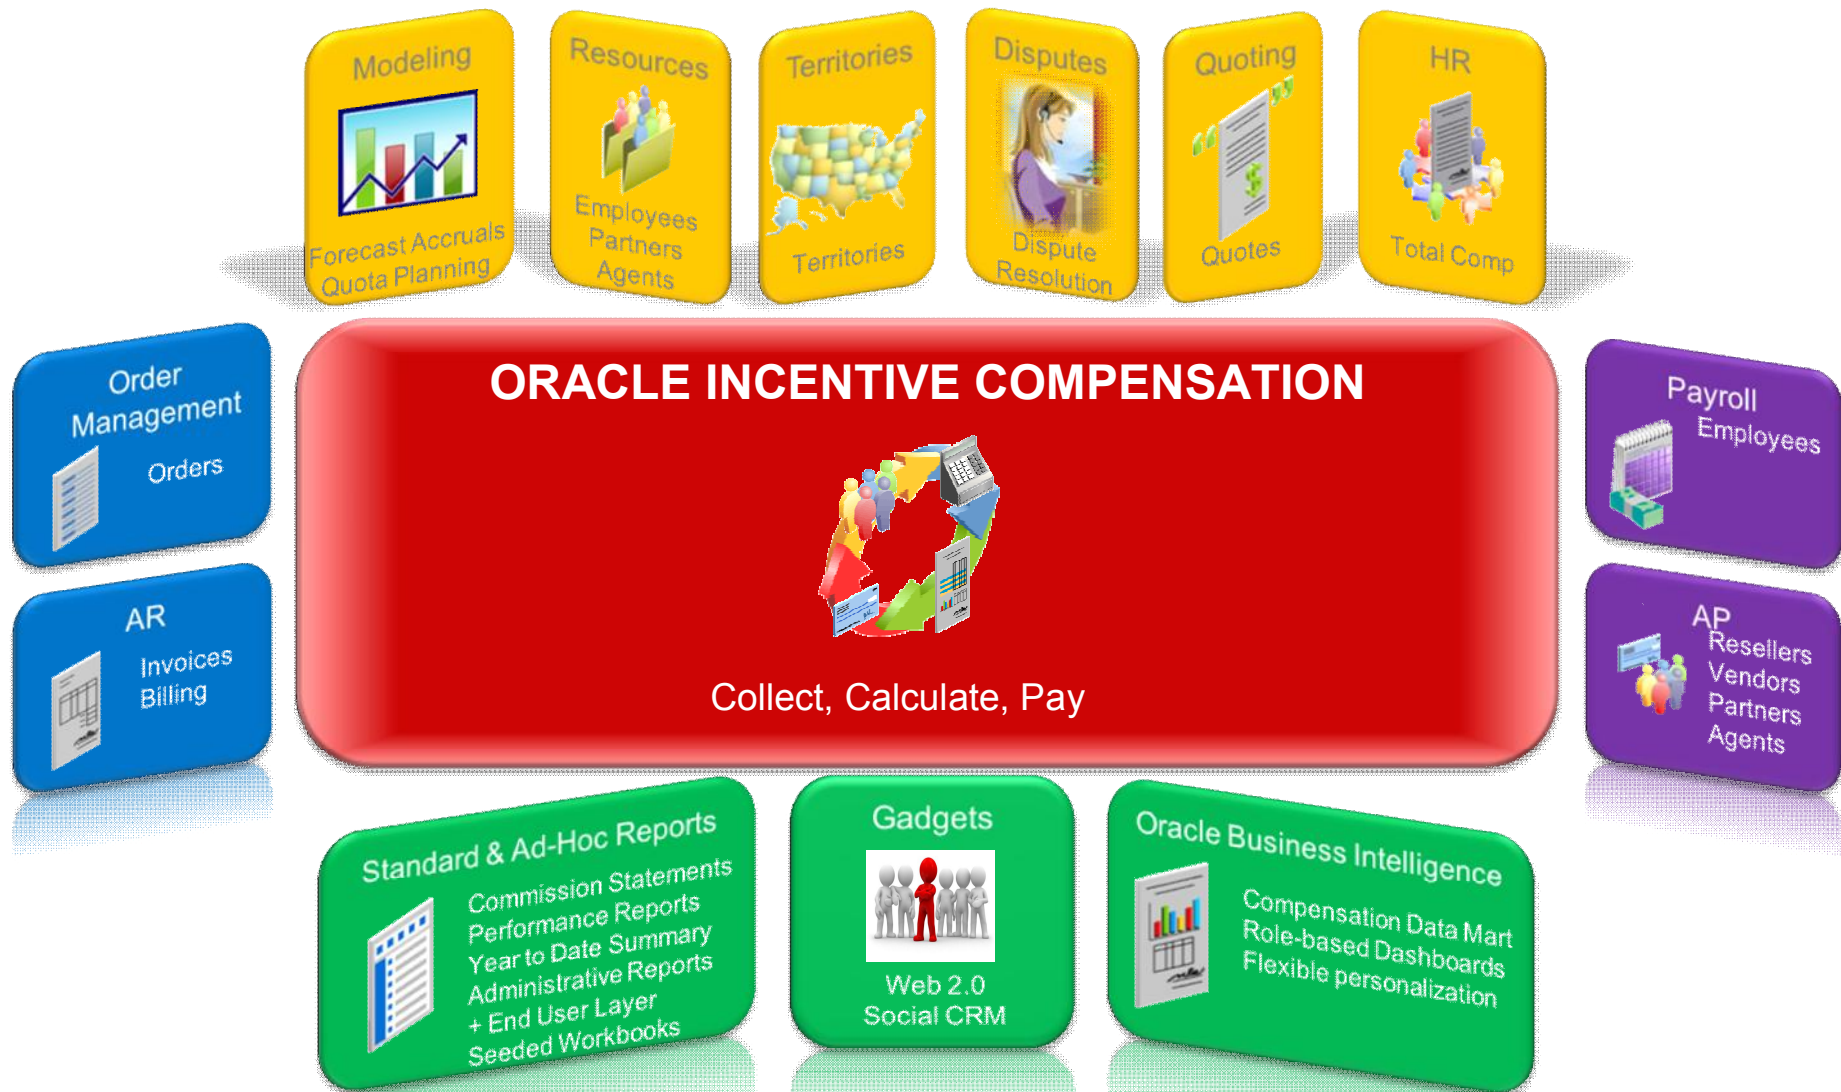 Modeling
Forecast Accruals
Quota Planning
Resources
Employees
Partners
Agents
Territories
Territories
Disputes
Dispute
Resolution
Quoting
Quotes
HR
Total Comp
Order
Management
Orders
AR
Invoices
Billing
ORACLE INCENTIVE COMPENSATION
Collect, Calculate, Pay
Payroll
Employees
AP
Resellers
Vendors
Partners
Agents
Standard & Ad-Hoc Reports
Commission Statements
Performance Reports
Year to Date Summary
Administrative Reports
+ End User Layer
Seeded Workbooks
Gadgets
Web 2.0
Social CRM
Oracle Business Intelligence
Compensation Data Mart
Role-based Dashboards
Flexible personalization